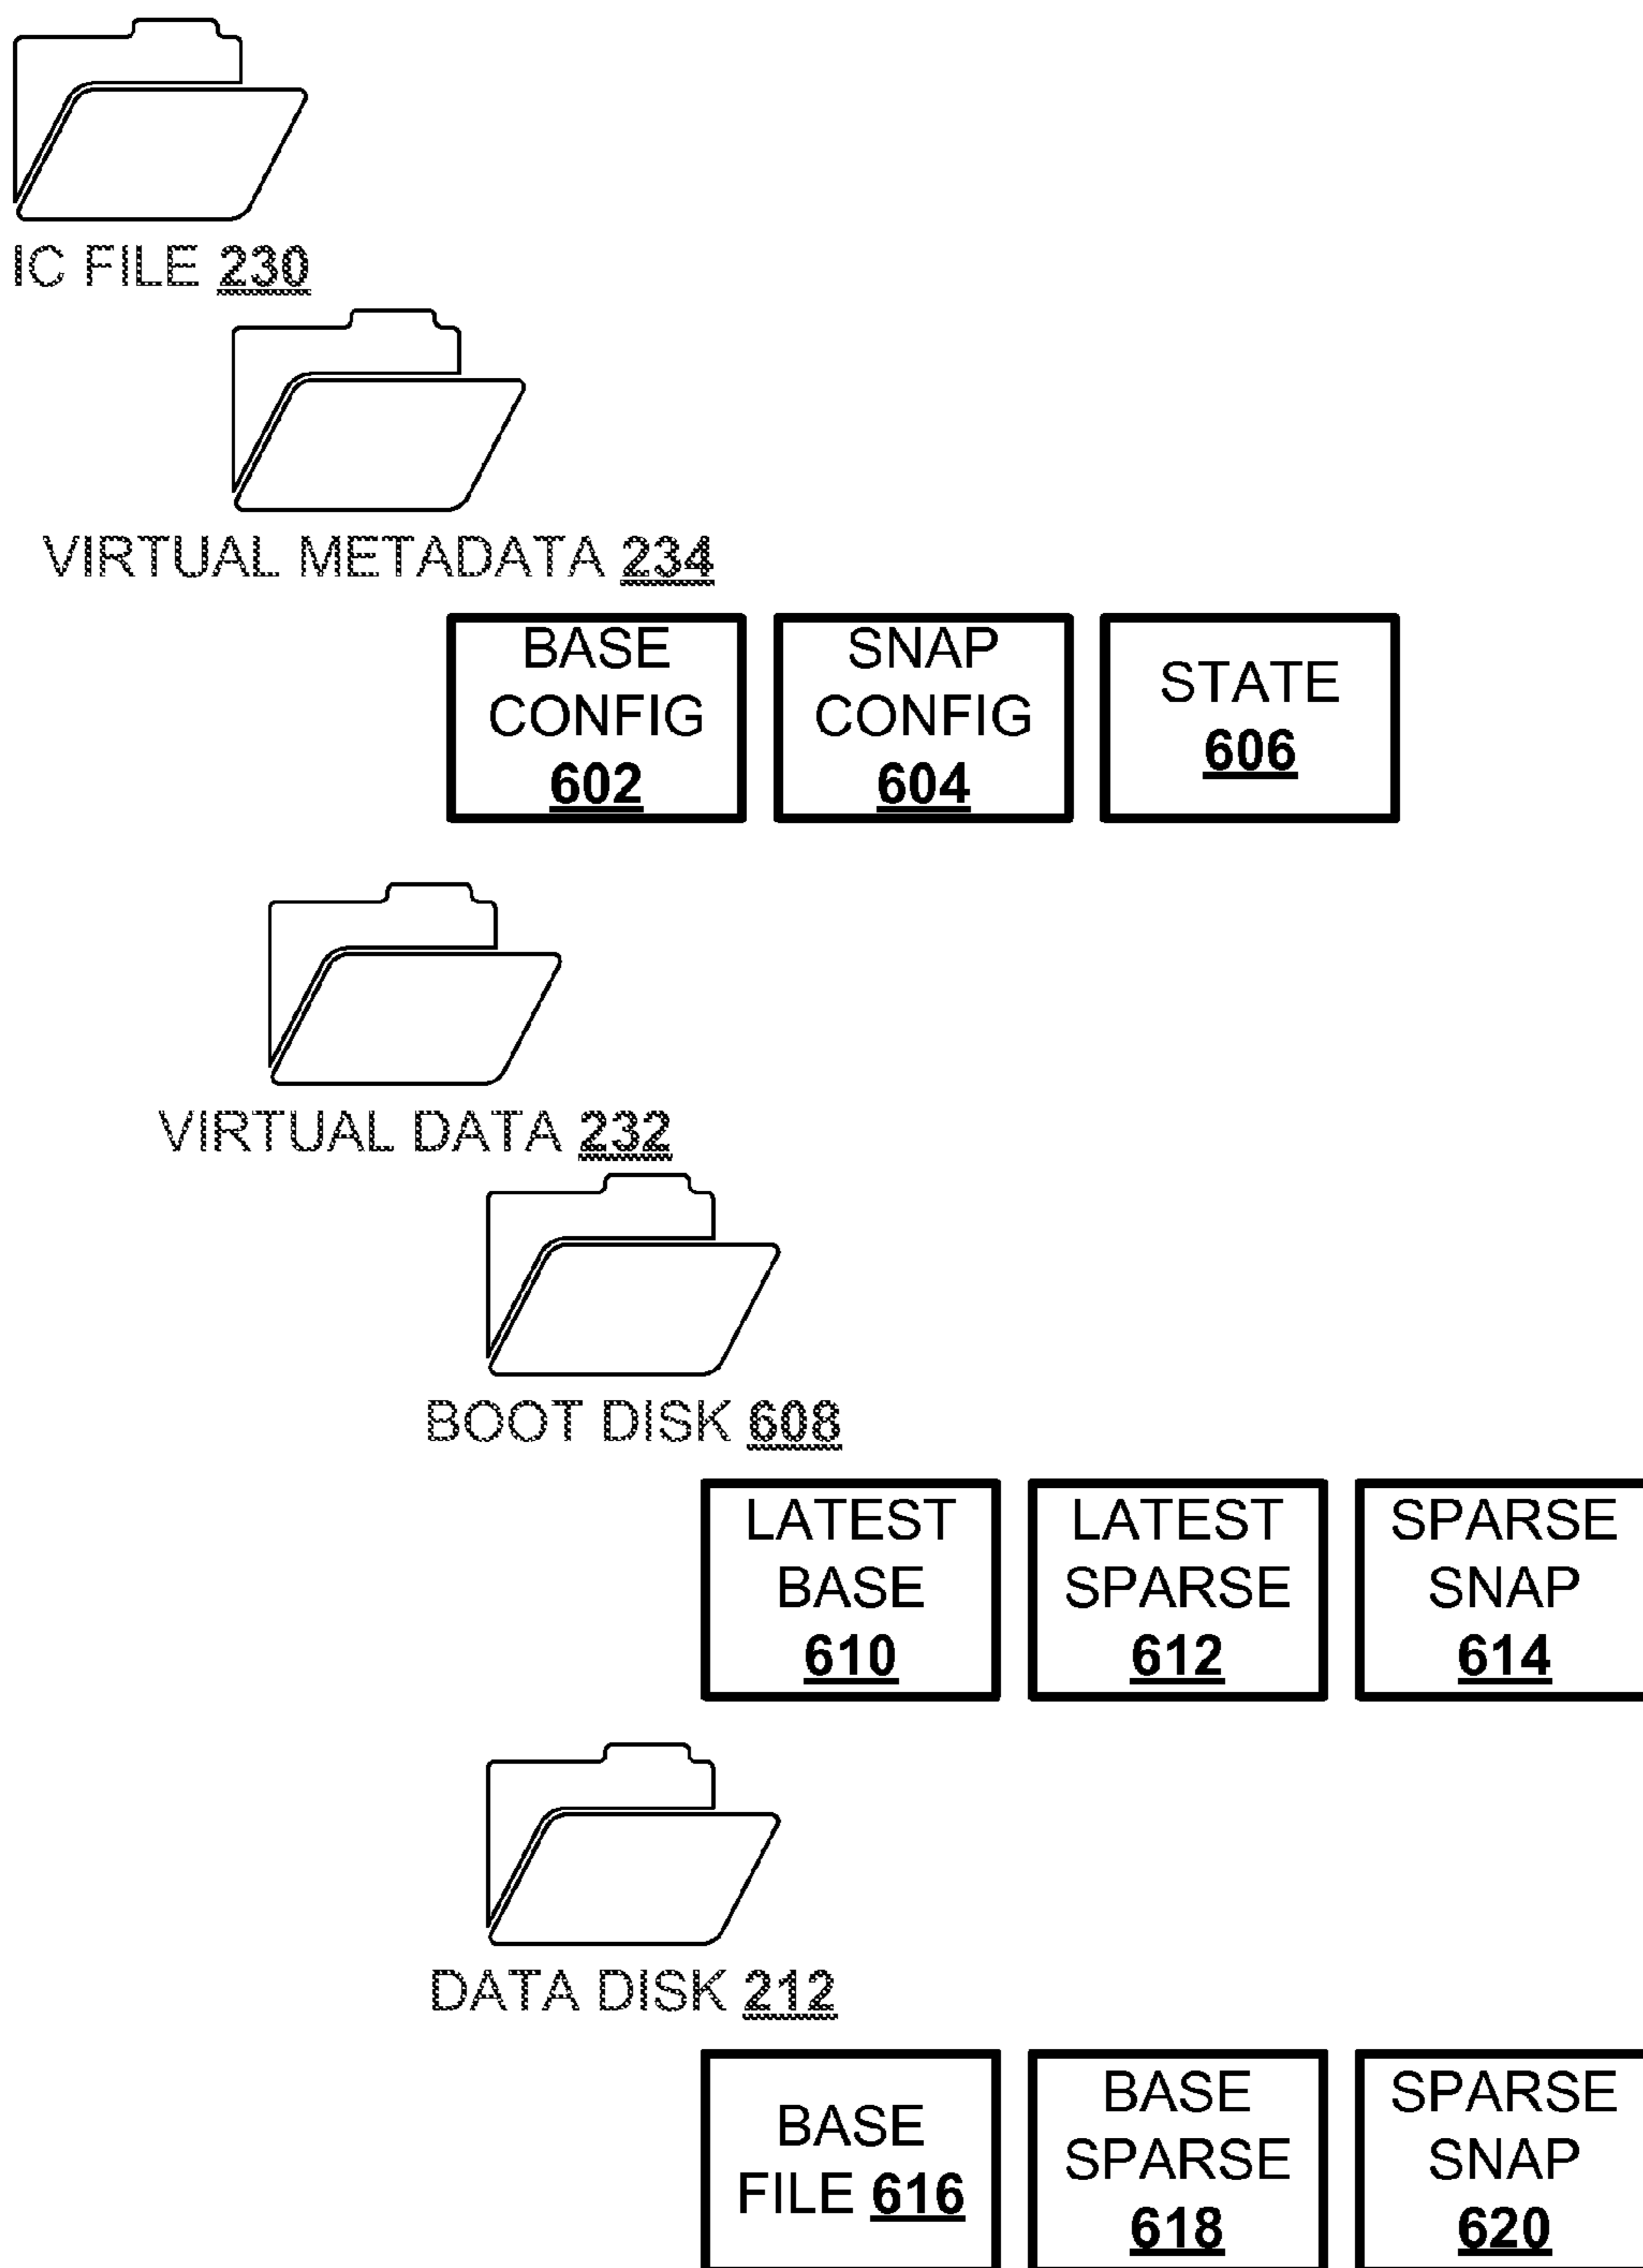 IC FILE 230
VIRTUAL METADATA 234
BASE CONFIG 602
SNAP CONFIG 604
STATE 606
VIRTUAL DATA 232
BOOT DISK 608
LATEST BASE 610
LATEST SPARSE 612
SPARSE SNAP 614
DATA DISK 212
BASE FILE 616
BASE SPARSE 618
SPARSE SNAP 620